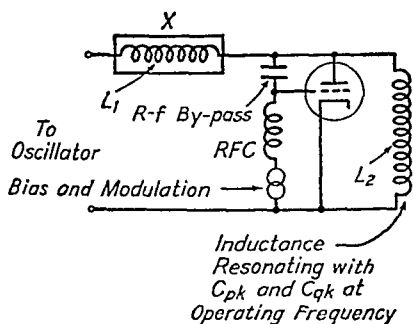 X
L1
R-f By-pass
To
Oscillator
RFC
Bias and Modulation
L2
Inductance
Resonating with
Cpk and Cgk at
Operating Frequency